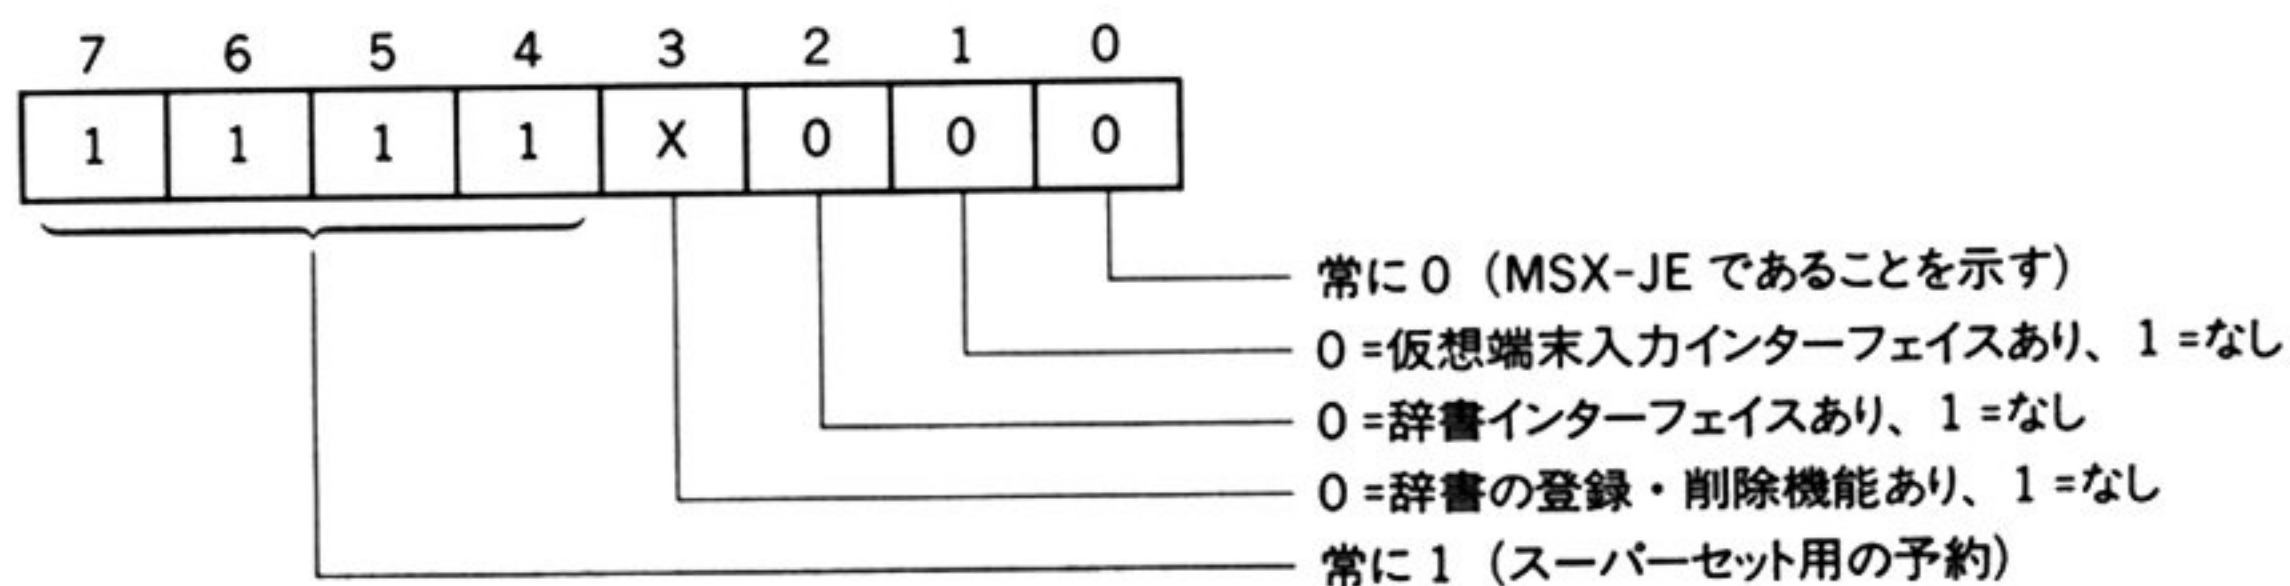 7 6 5 4 3 2 1 0
1 1 1 1 X 0 0 0
常に0（MSX-JEであることを示す）
0=仮想端末入力インターフェイスあり、1=なし
0=辞書インターフェイスあり、1=なし
0=辞書の登録・削除機能あり、1=なし
常に1（スーパーセット用の予約）